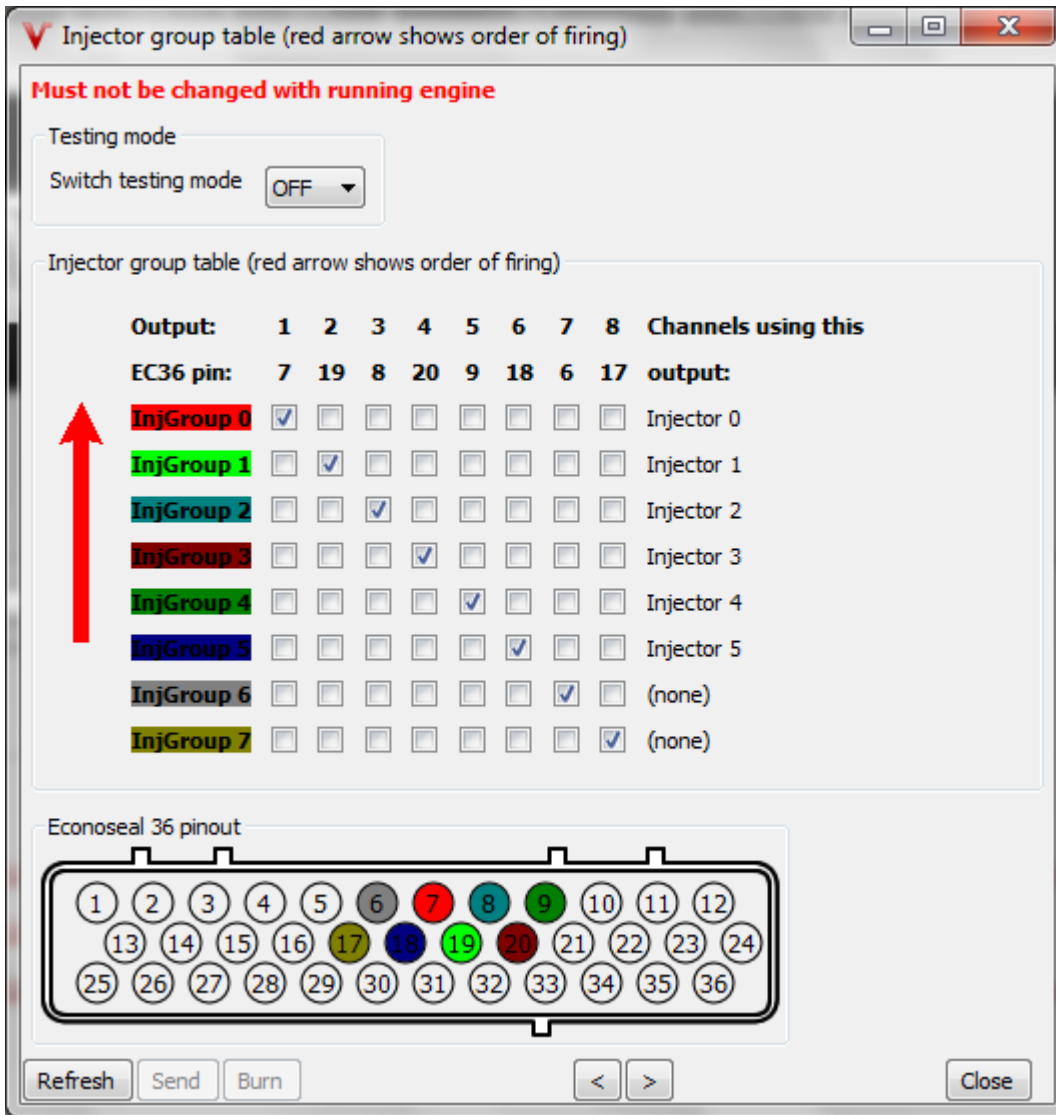 Injector group table (red arrow shows order of firing)
Must not be changed with running engine
Testing mode
Switch testing mode OFF
Injector group table (red arrow shows order of firing)
Output: 1 2 3 4 5 6 7 8 Channels using this
EC36 pin: 7 19 8 20 9 18 6 17 output:
InjGroup 0 Injector 0
InjGroup 1 Injector 1
InjGroup 2 Injector 2
InjGroup 3 Injector 3
InjGroup 4 Injector 4
InjGroup 5 Injector 5
InjGroup 6 (none)
InjGroup 7 (none)
Econoseal 36 pinout
1 2 3 4 5 6 7 8 9 10 11 12
13 14 15 16 17 18 19 20 21 22 23 24
25 26 27 28 29 30 31 32 33 34 35 36
Refresh Send Burn < > Close